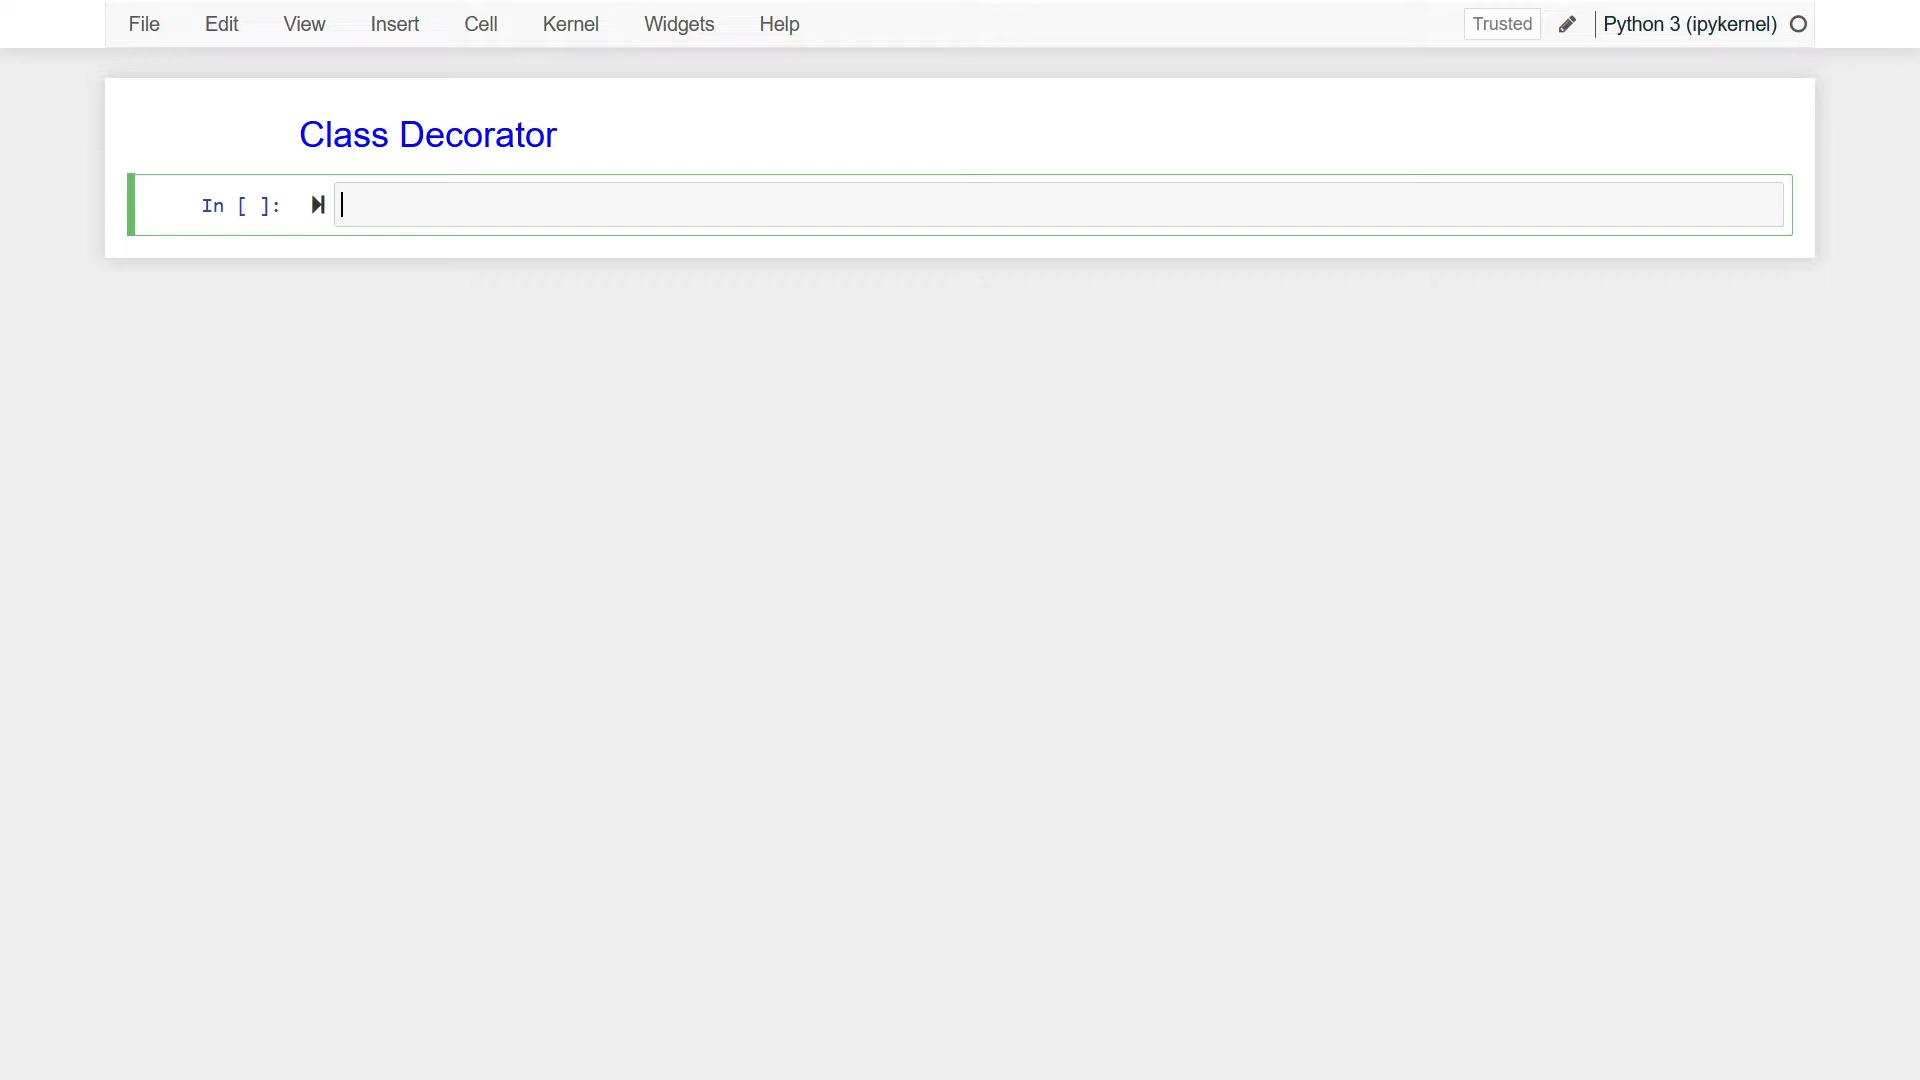 File Edit View Insert Cell Kernel Widgets Help Trusted Python 3 (ipykernel)
Class Decorator
In [ ]: